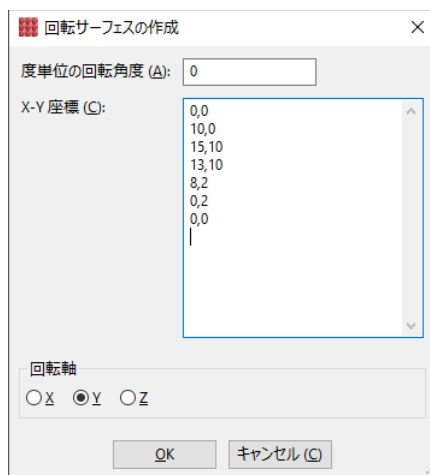 回転サーフェスの作成
度単位の回転角度 (A): 0
X-Y 座標 (C):
0,0
10,0
15,10
13,10
8,2
0,2
0,0
回転軸
X Y Z
OK キャンセル (C)